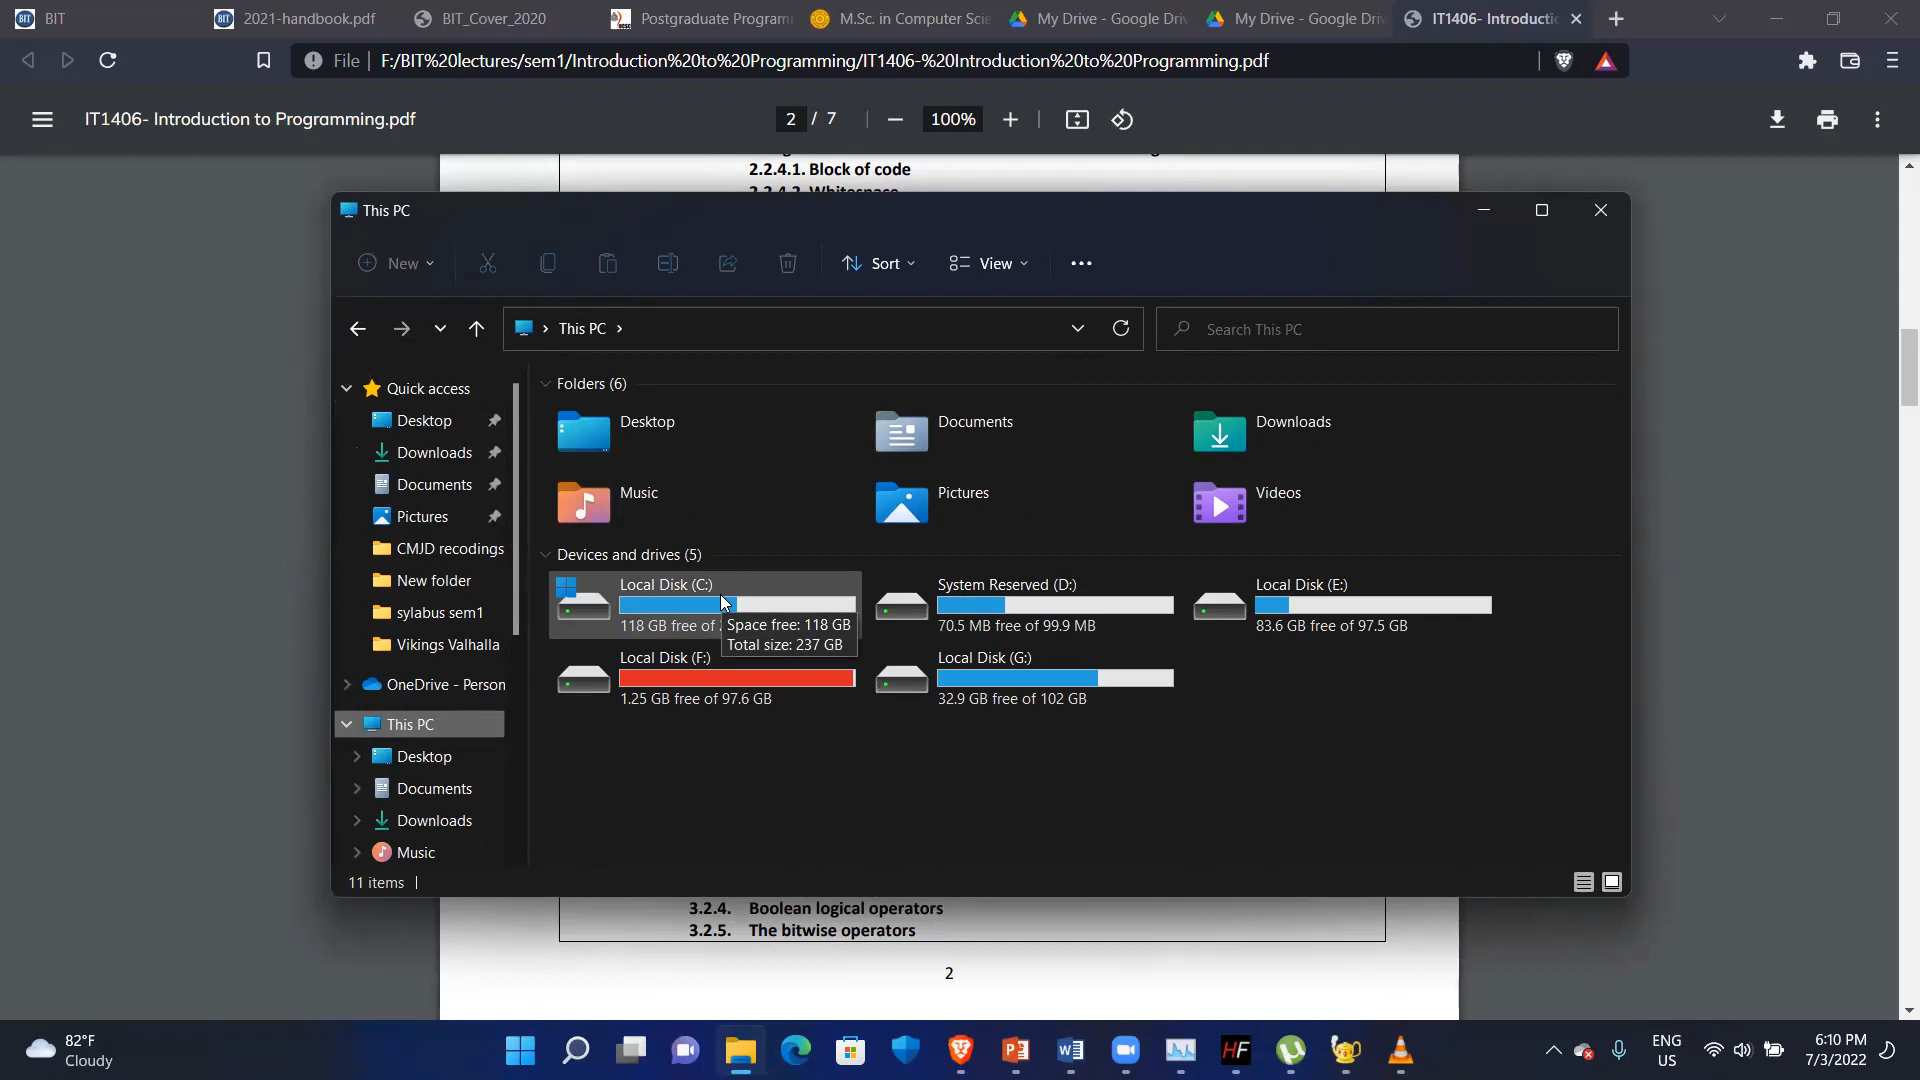 BIT
2021-handbook.pdf
BIT_Cover_2020
Postgraduate Program
M.Sc. in Computer Scie
My Drive - Google Driv
My Drive - Google Driv
IT1406- Introductio
File
F:/BIT%20lectures/sem1/Introduction%20to%20Programming/IT1406-%20Introduction%20to%20Programming.pdf
IT1406- Introduction to Programming.pdf
2 / 7
100%
2.2.4.1. Block of code
2.2.4.2. Whitespace
This PC
New
Sort
View
This PC
Search This PC
Quick access
Desktop
Downloads
Documents
Pictures
CMJD recodings
New folder
sylabus sem1
Vikings Valhalla
OneDrive - Person
This PC
Desktop
Documents
Downloads
Music
Folders (6)
Desktop
Documents
Downloads
Music
Pictures
Videos
Devices and drives (5)
Local Disk (C:)
118 GB free of
Space free: 118 GB
Total size: 237 GB
System Reserved (D:)
70.5 MB free of 99.9 MB
Local Disk (E:)
83.6 GB free of 97.5 GB
Local Disk (F:)
1.25 GB free of 97.6 GB
Local Disk (G:)
32.9 GB free of 102 GB
11 items
3.2.4. Boolean logical operators
3.2.5. The bitwise operators
2
82°F
Cloudy
HF
ENG
US
6:10 PM
7/3/2022